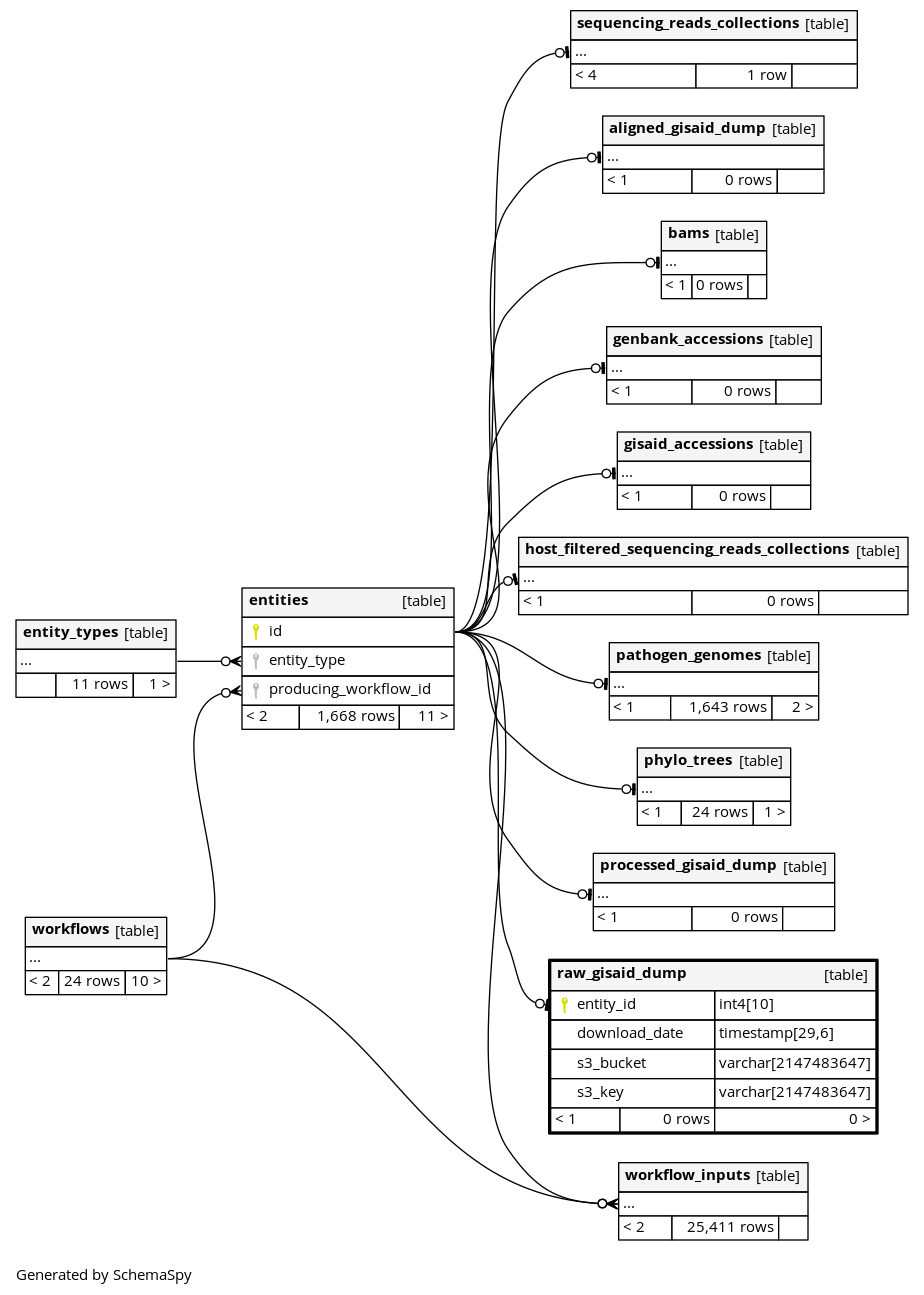 sequencing_reads_collections [table]
...
< 4 1 row
aligned_gisaid_dump [table]
...
< 1 0 rows
bams [table]
...
< 1 0 rows
genbank_accessions [table]
...
< 1 0 rows
gisaid_accessions [table]
...
< 1 0 rows
host_filtered_sequencing_reads_collections [table]
...
< 1 0 rows
entities [table]
id
entity_type
producing_workflow_id
< 2 1,668 rows 11 >
entity_types [table]
...
11 rows 1 >
pathogen_genomes [table]
...
< 1 1,643 rows 2 >
phylo_trees [table]
...
< 1 24 rows 1 >
processed_gisaid_dump [table]
...
< 1 0 rows
workflows [table]
...
< 2 24 rows 10 >
raw_gisaid_dump [table]
entity_id int4[10]
download_date timestamp[29,6]
s3_bucket varchar[2147483647]
s3_key varchar[2147483647]
< 1 0 rows 0 >
workflow_inputs [table]
...
< 2 25,411 rows
Generated by SchemaSpy